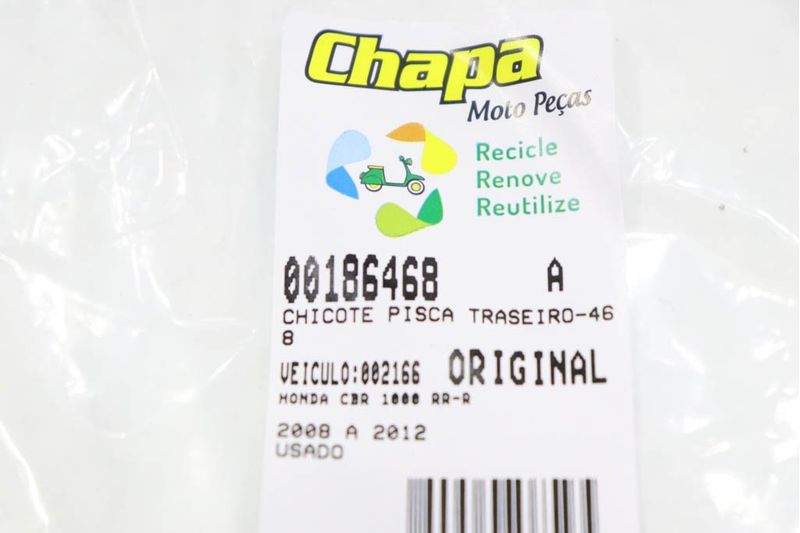 Chapa
Moto Peças
Recicle
Renove
Reutilize
00186468 A
CHICOTE PISCA TRASEIRO-46
8
VEICULO:002166 ORIGINAL
HONDA CBR 1000 RR-R
2008 A 2012
USADO